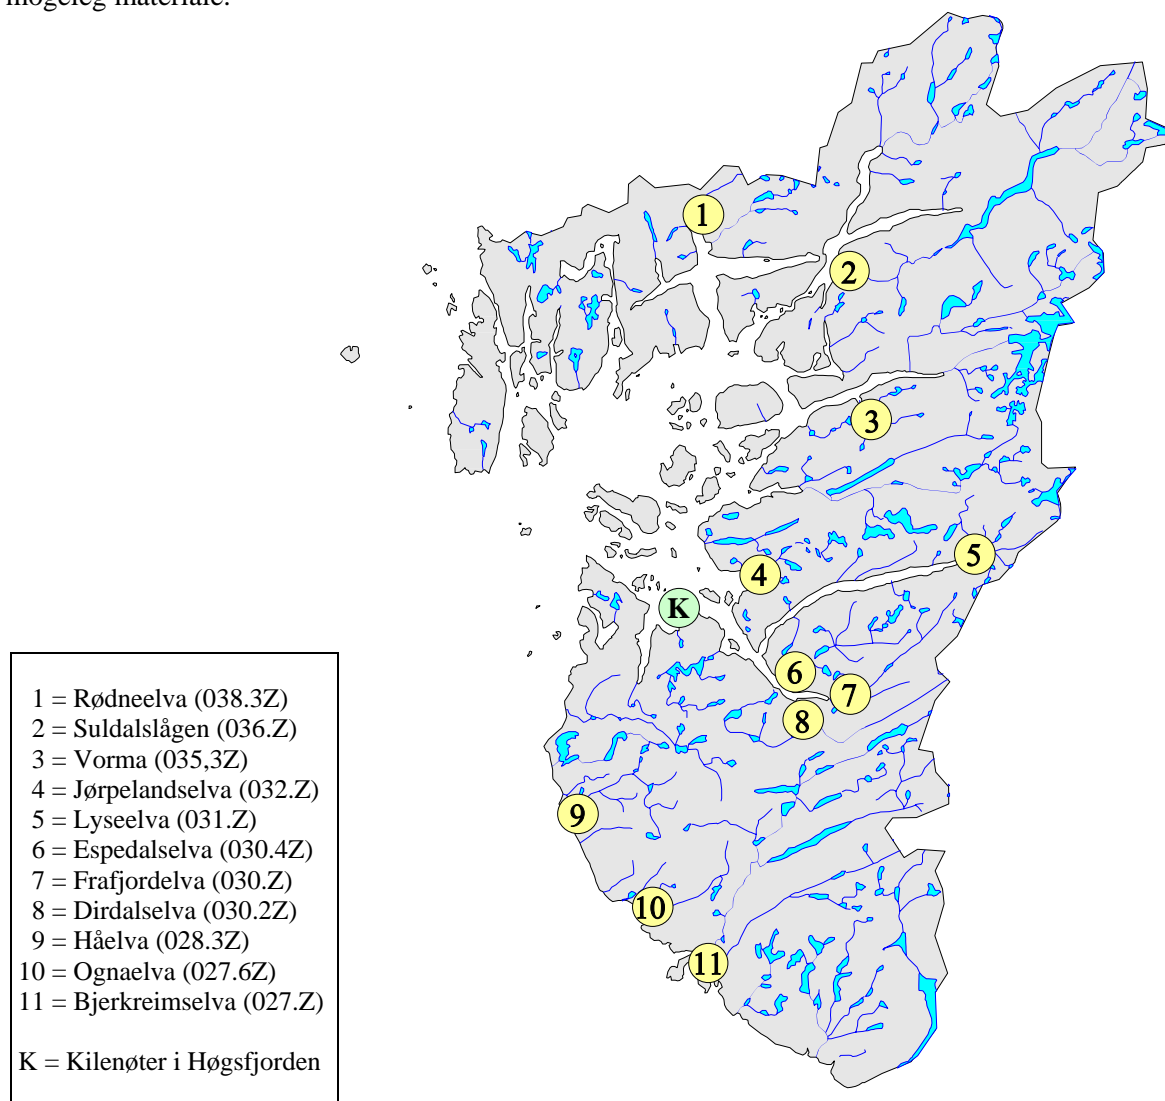 mogeleg materiale.
1
2
3
4
5
K
6
7
8
9
10
11
1 = Rødneelva (038.3Z)
2 = Suldalslågen (036.Z)
3 = Vorma (035,3Z)
4 = Jørpelandselva (032.Z)
5 = Lyseelva (031.Z)
6 = Espedalselva (030.4Z)
7 = Frafjordelva (030.Z)
8 = Dirdalselva (030.2Z)
9 = Håelva (028.3Z)
10 = Ognaelva (027.6Z)
11 = Bjerkreimselva (027.Z)
K = Kilenøter i Høgsfjorden